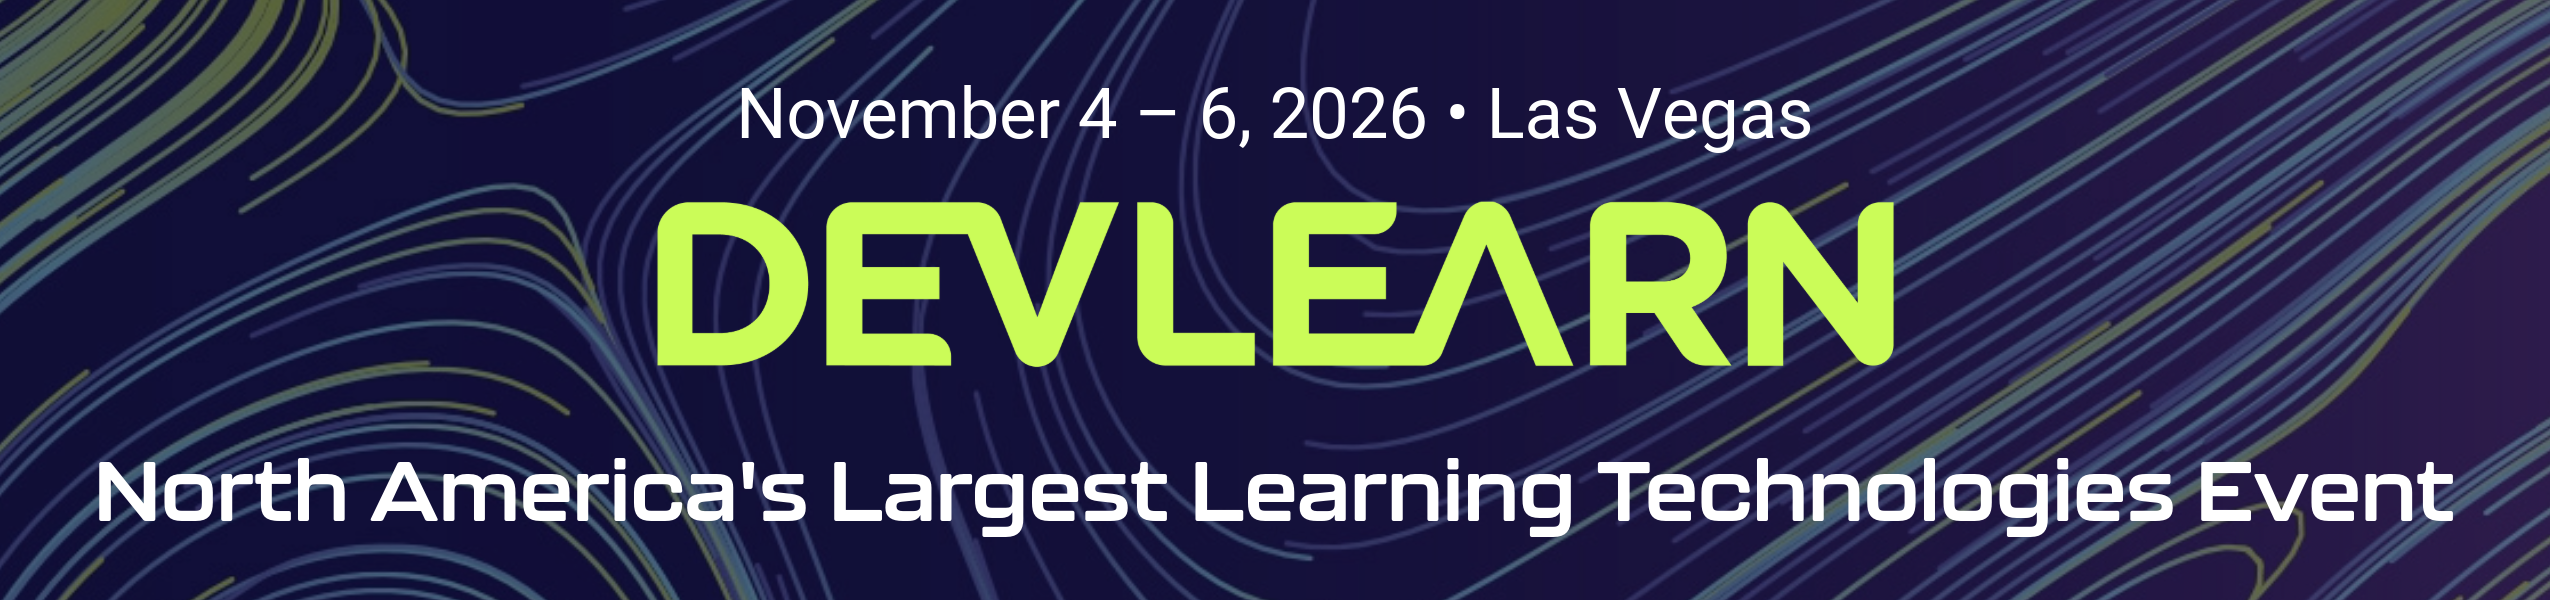 November 4 – 6, 2026 • Las Vegas
DEVLEARN
North America's Largest Learning Technologies Event